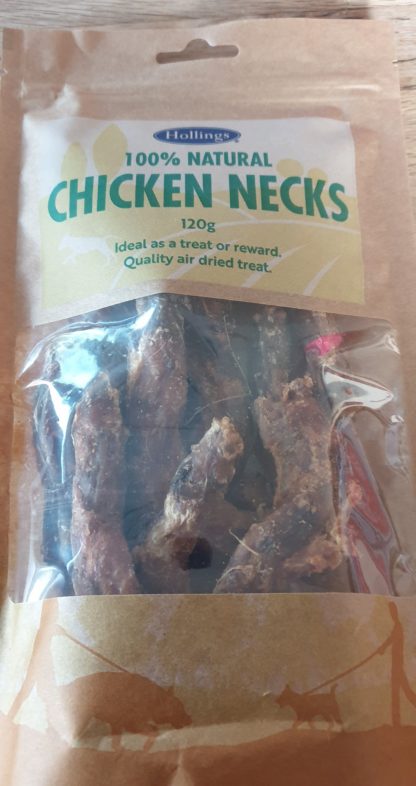 Hollings
100% NATURAL
CHICKEN NECKS
120g
Ideal as a treat or reward.
Quality air dried treat.